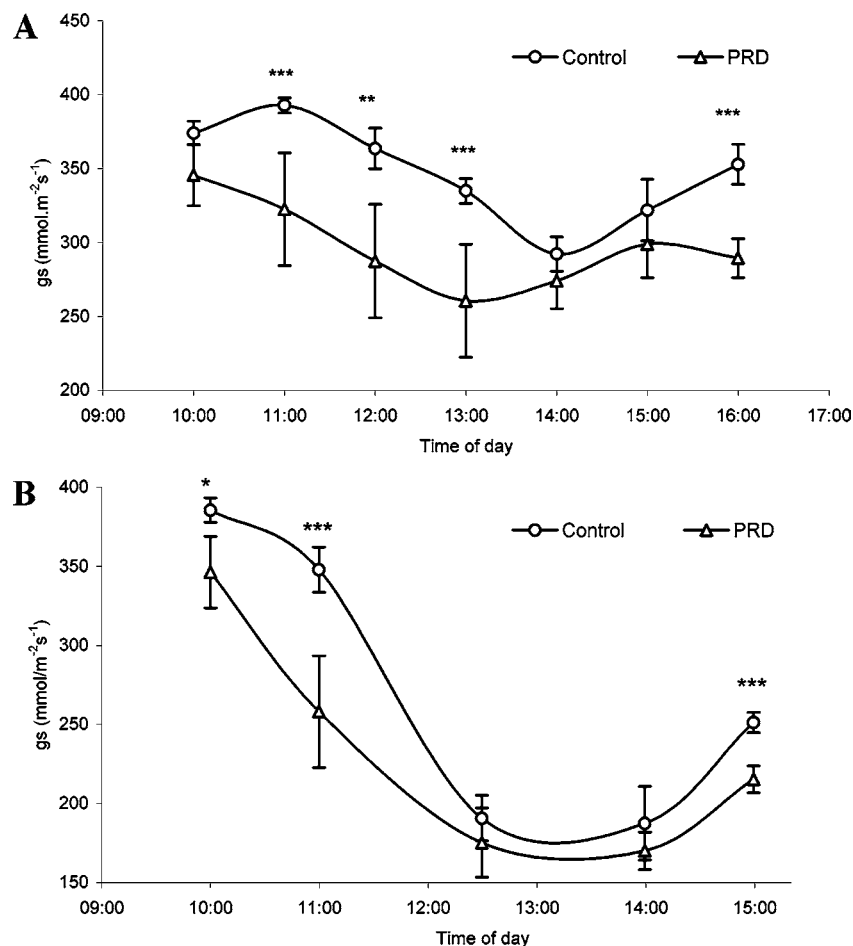 A
450
400
350
300
250
200
gs (mmol.m⁻²s⁻¹)
Control
PRD
***
**
***
***
09:00 10:00 11:00 12:00 13:00 14:00 15:00 16:00 17:00
Time of day
B
400
350
300
250
200
150
gs (mmol/m⁻²s⁻¹)
Control
PRD
*
***
***
09:00 10:00 11:00 12:00 13:00 14:00 15:00
Time of day